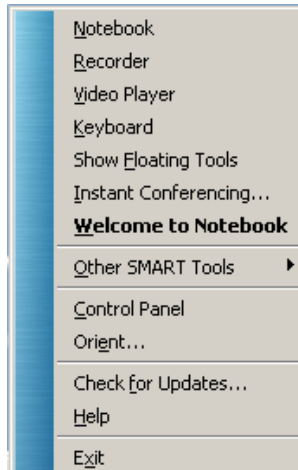 Notebook
Recorder
Video Player
Keyboard
Show Floating Tools
Instant Conferencing...
Welcome to Notebook
Other SMART Tools
Control Panel
Orient...
Check for Updates...
Help
Exit